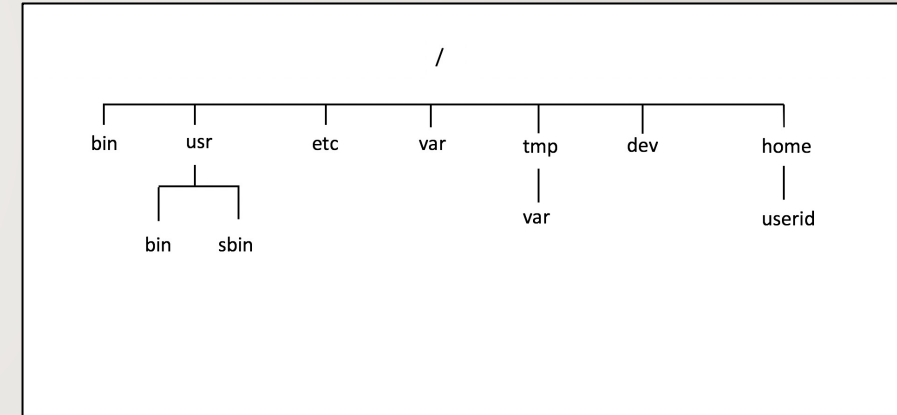 /
bin usr etc var tmp dev home
var userid
bin sbin